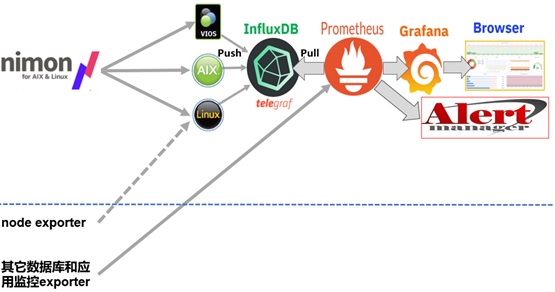 nimon
for AIX & Linux
VIOS
AIX
Linux
Push
InfluxDB
telegraf
Pull
Prometheus
Grafana
Browser
Alert
manager
node exporter
其它数据库和应
用监控exporter